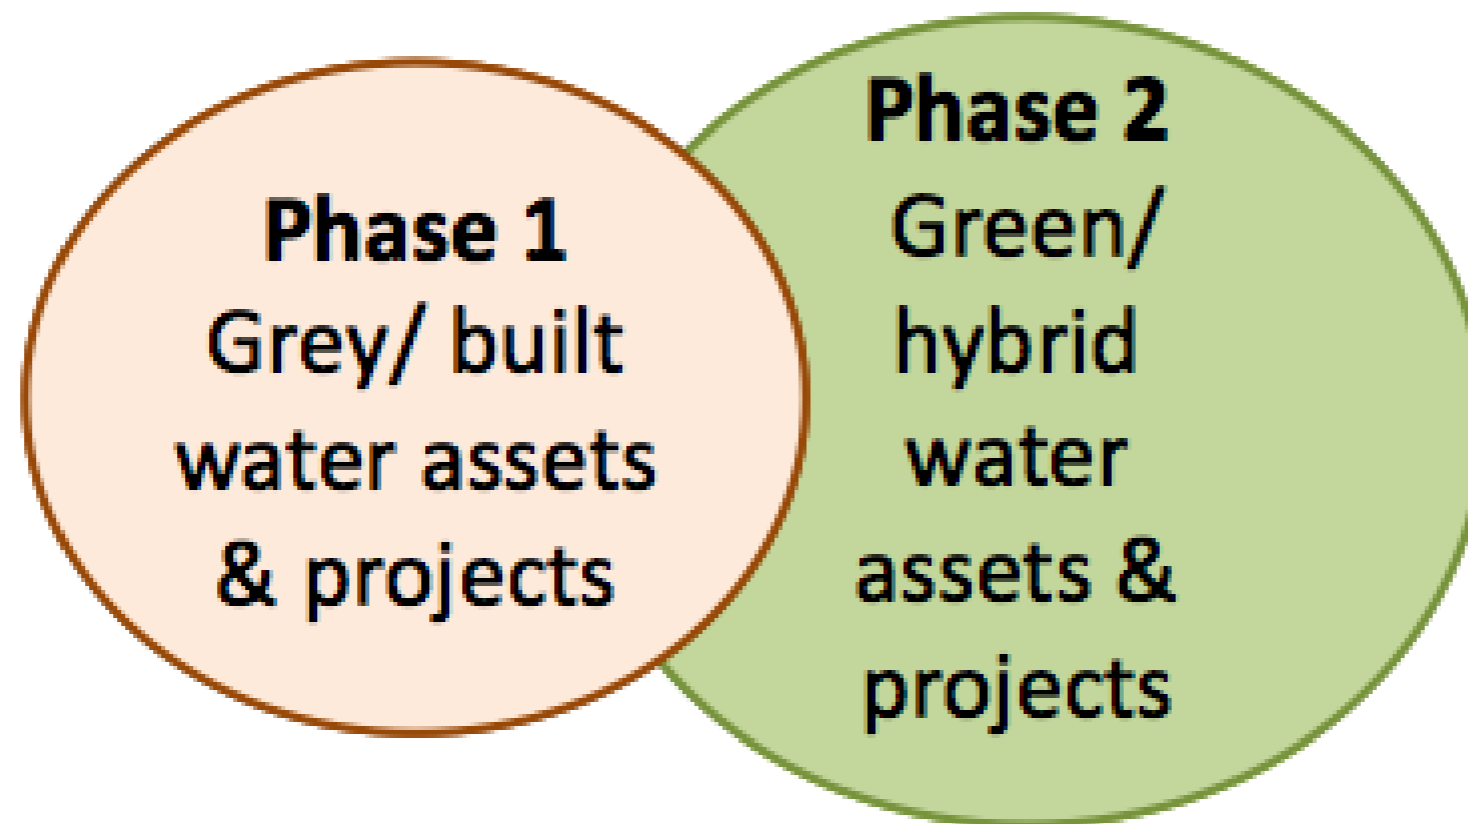 Phase 1
Grey/ built
water assets
& projects
Phase 2
Green/
hybrid
water
assets &
projects